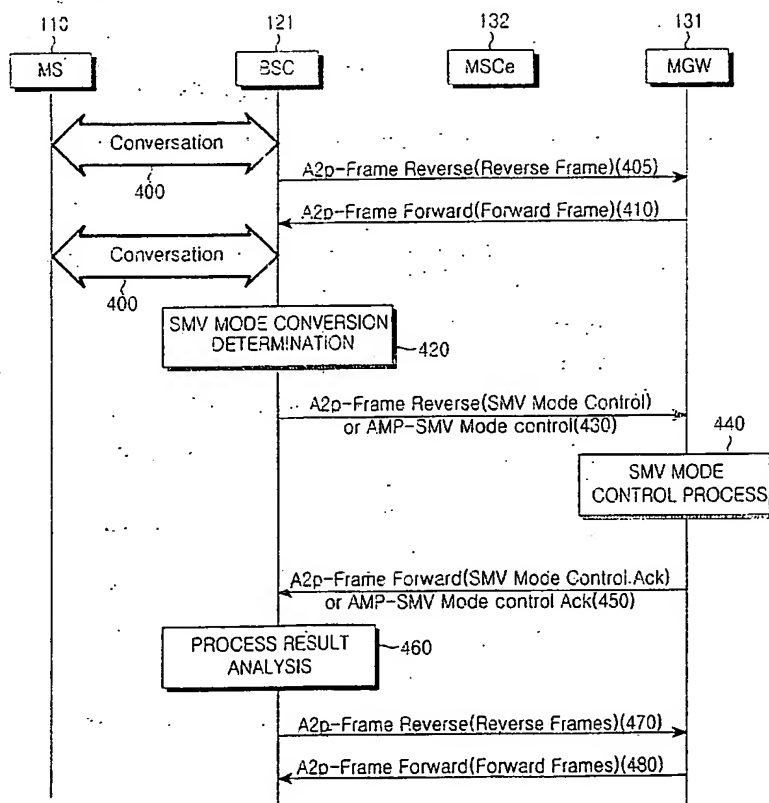 110
121
132
131
MS
BSC
MSCe
MGW
Conversation
400
A2p-Frame Reverse(Reverse Frame)(405)
A2p-Frame Forward(Forward Frame)(410)
Conversation
400
SMV MODE CONVERSION
DETERMINATION
420
A2p-Frame Reverse(SMV Mode Control)
or AMP-SMV Mode control(430)
440
SMV MODE
CONTROL PROCESS
A2p-Frame Forward(SMV Mode Control.Ack)
or AMP-SMV Mode control Ack(450)
PROCESS RESULT
ANALYSIS
460
A2p-Frame Reverse(Reverse Frames)(470)
A2p-Frame Forward(Forward Frames)(480)